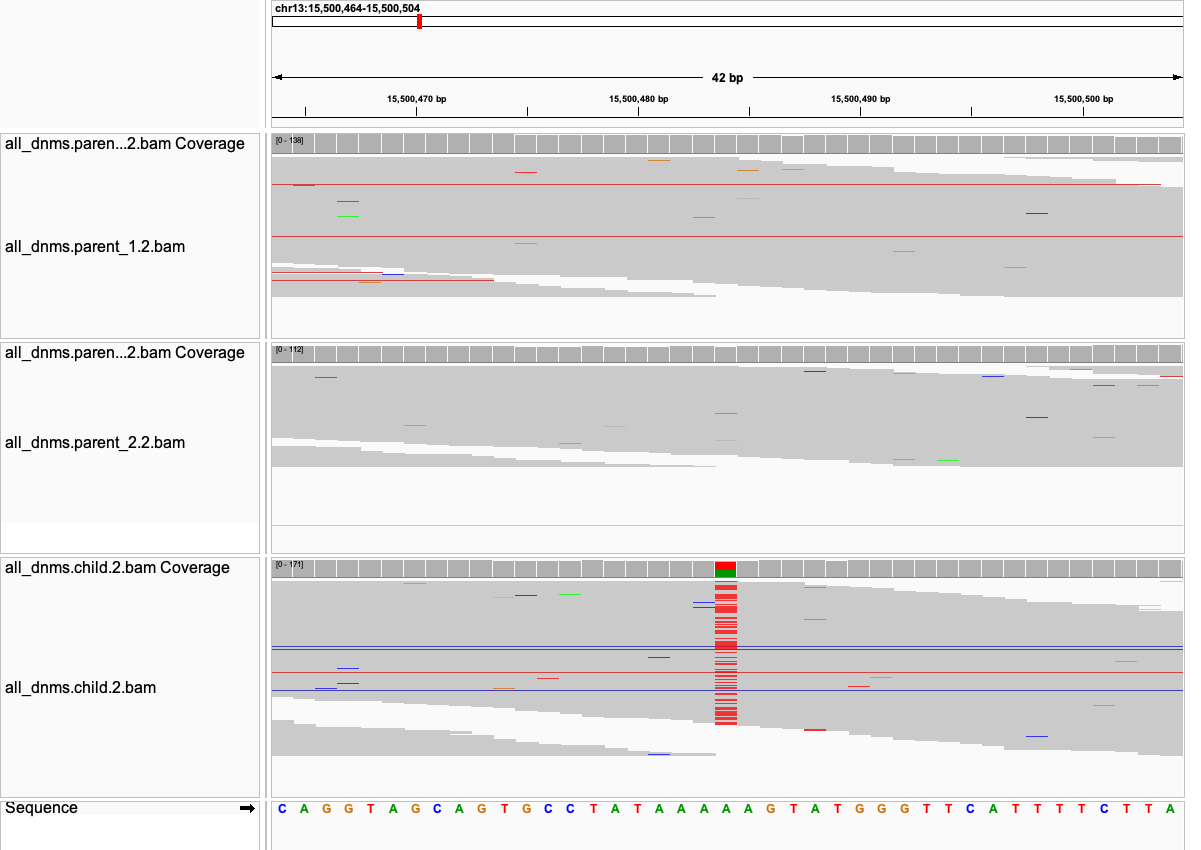 chr13:15,500,464-15,500,504
42 bp
15,500,470 bp 15,500,480 bp 15,500,490 bp 15,500,500 bp
all_dnms.paren...2.bam Coverage [0 - 138]
all_dnms.parent_1.2.bam
all_dnms.paren...2.bam Coverage [0 - 112]
all_dnms.parent_2.2.bam
all_dnms.child.2.bam Coverage [0 - 171]
all_dnms.child.2.bam
Sequence C A G G T A G C A G T G C C T A T A A A A A G T A T G G G T T C A T T T T C T T A